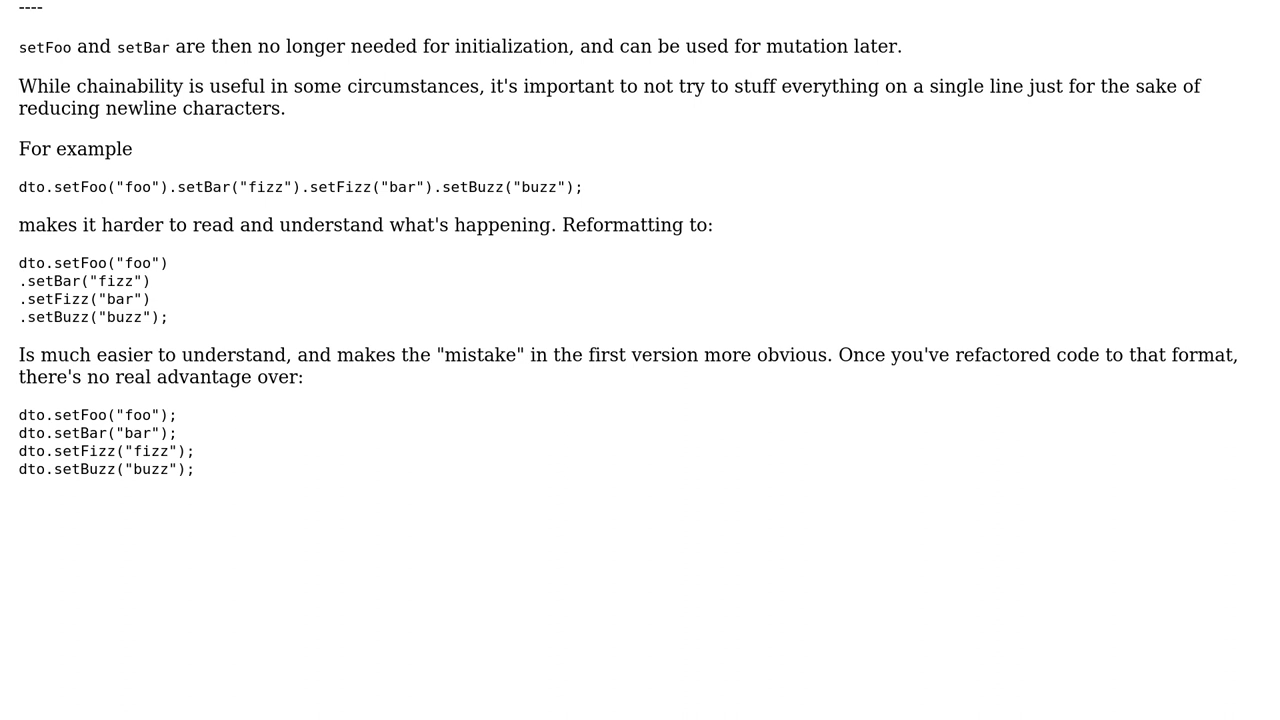 ----
setFoo and setBar are then no longer needed for initialization, and can be used for mutation later.
While chainability is useful in some circumstances, it's important to not try to stuff everything on a single line just for the sake of
reducing newline characters.
For example
dto.setFoo("foo").setBar("fizz").setFizz("bar").setBuzz("buzz");
makes it harder to read and understand what's happening. Reformatting to:
dto.setFoo("foo")
.setBar("fizz")
.setFizz("bar")
.setBuzz("buzz");
Is much easier to understand, and makes the "mistake" in the first version more obvious. Once you've refactored code to that format,
there's no real advantage over:
dto.setFoo("foo");
dto.setBar("bar");
dto.setFizz("fizz");
dto.setBuzz("buzz");